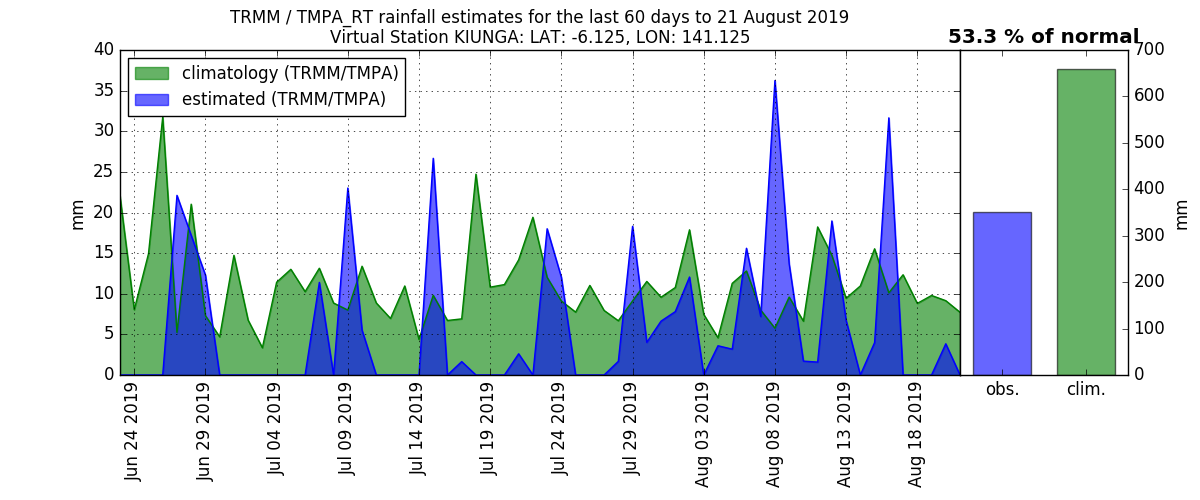 TRMM / TMPA_RT rainfall estimates for the last 60 days to 21 August 2019
Virtual Station KIUNGA: LAT: -6.125, LON: 141.125
53.3 % of normal
climatology (TRMM/TMPA)
estimated (TRMM/TMPA)
40
35
30
25
20
15
10
5
0
mm
Jun 24 2019
Jun 29 2019
Jul 04 2019
Jul 09 2019
Jul 14 2019
Jul 19 2019
Jul 24 2019
Jul 29 2019
Aug 03 2019
Aug 08 2019
Aug 13 2019
Aug 18 2019
obs.
clim.
700
600
500
400
300
200
100
0
mm